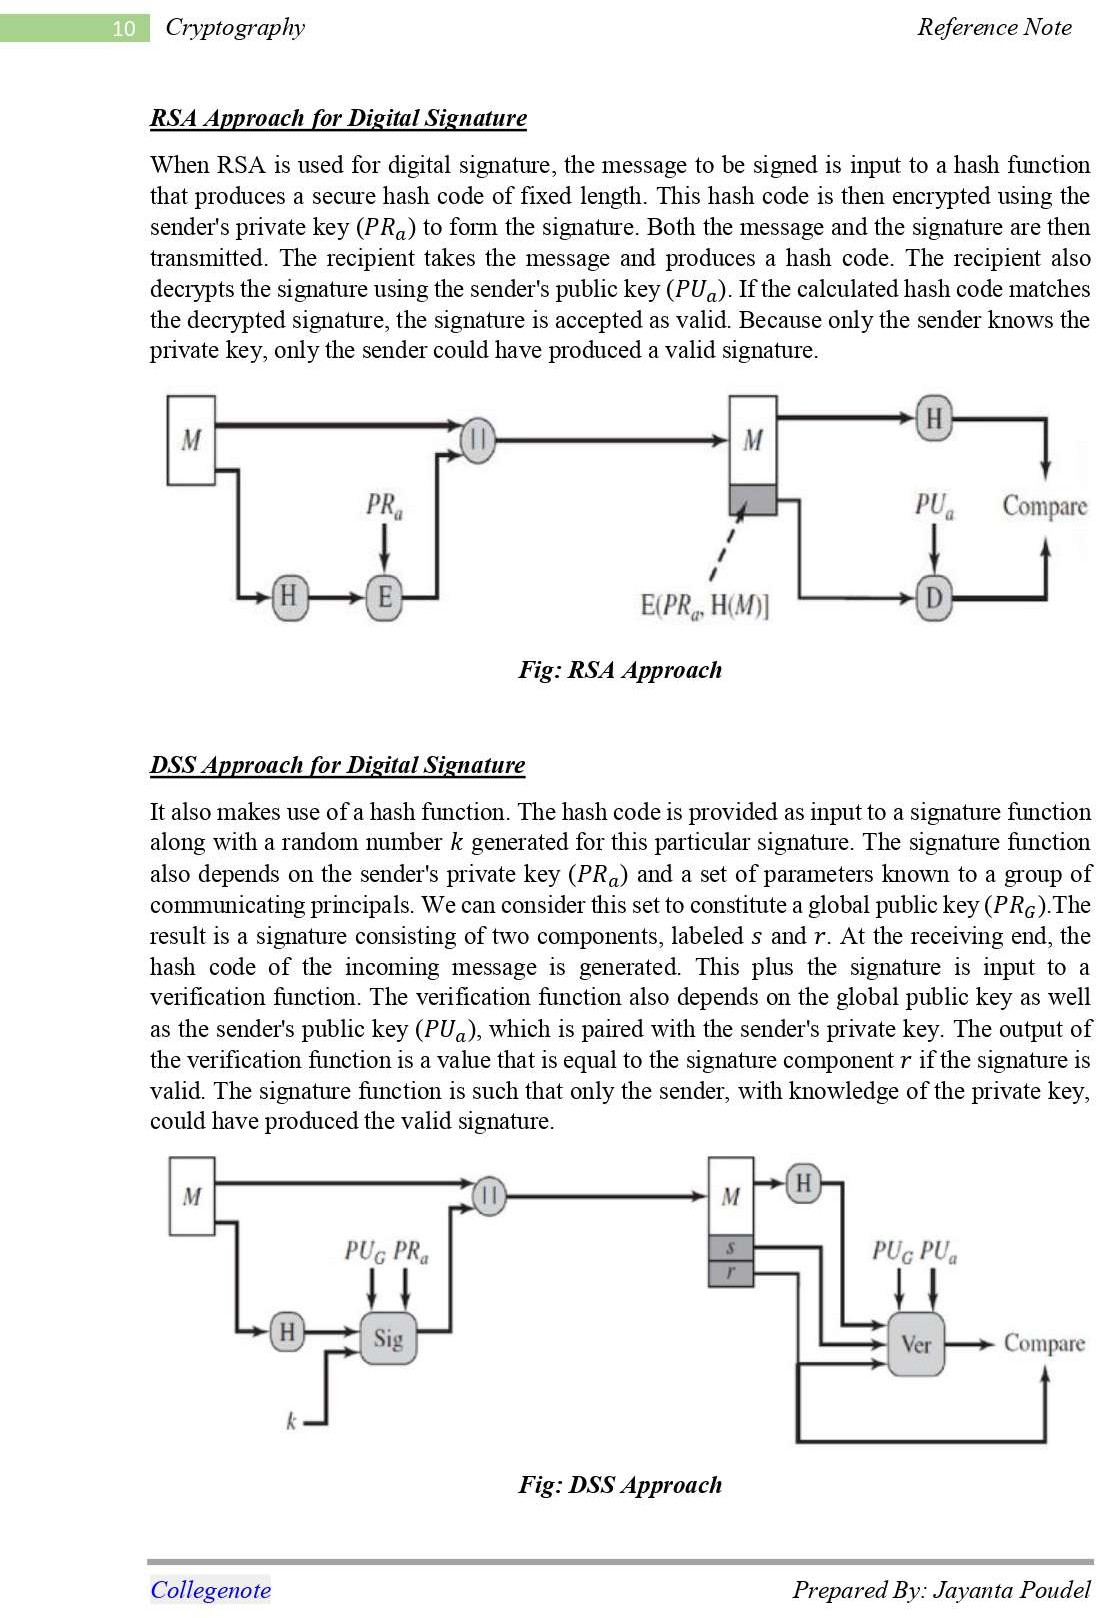 10 Cryptography Reference Note
RSA Approach for Digital Signature
When RSA is used for digital signature, the message to be signed is input to a hash function
that produces a secure hash code of fixed length. This hash code is then encrypted using the
sender's private key (PRₐ) to form the signature. Both the message and the signature are then
transmitted. The recipient takes the message and produces a hash code. The recipient also
decrypts the signature using the sender's public key (PUₐ). If the calculated hash code matches
the decrypted signature, the signature is accepted as valid. Because only the sender knows the
private key, only the sender could have produced a valid signature.
M || M H
PRₐ PUₐ Compare
H E E(PRₐ, H(M)] D
Fig: RSA Approach
DSS Approach for Digital Signature
It also makes use of a hash function. The hash code is provided as input to a signature function
along with a random number k generated for this particular signature. The signature function
also depends on the sender's private key (PRₐ) and a set of parameters known to a group of
communicating principals. We can consider this set to constitute a global public key (PR_G).The
result is a signature consisting of two components, labeled s and r. At the receiving end, the
hash code of the incoming message is generated. This plus the signature is input to a
verification function. The verification function also depends on the global public key as well
as the sender's public key (PUₐ), which is paired with the sender's private key. The output of
the verification function is a value that is equal to the signature component r if the signature is
valid. The signature function is such that only the sender, with knowledge of the private key,
could have produced the valid signature.
M || M H
PU_G PRₐ s PU_G PUₐ
r
H Sig Ver Compare
k
Fig: DSS Approach
Collegenote Prepared By: Jayanta Poudel